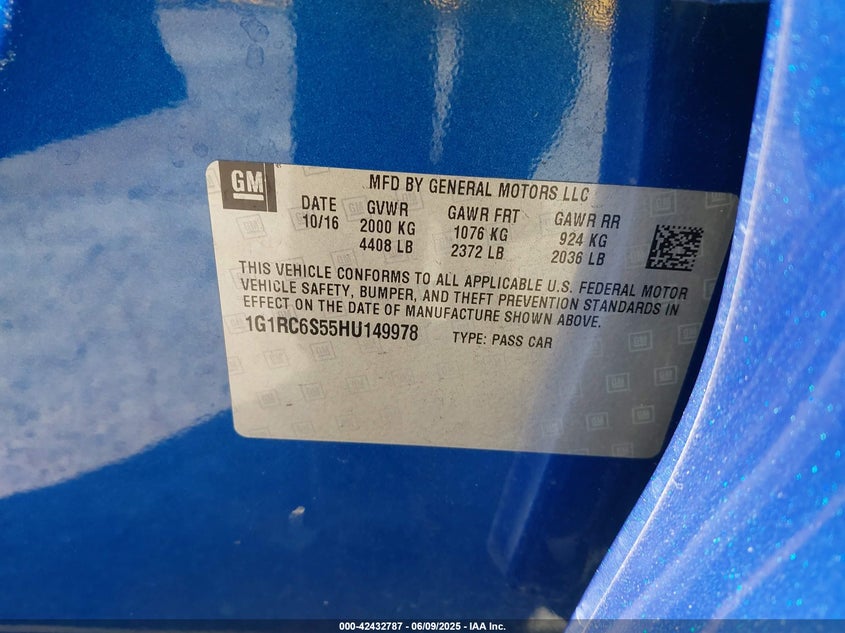 GM
MFD BY GENERAL MOTORS LLC
DATE GVWR GAWR FRT GAWR RR
10/16 2000 KG 1076 KG 924 KG
4408 LB 2372 LB 2036 LB
THIS VEHICLE CONFORMS TO ALL APPLICABLE U.S. FEDERAL MOTOR
VEHICLE SAFETY, BUMPER, AND THEFT PREVENTION STANDARDS IN
EFFECT ON THE DATE OF MANUFACTURE SHOWN ABOVE.
1G1RC6S55HU149978 TYPE: PASS CAR
000-42432787 - 06/09/2025 - IAA Inc.